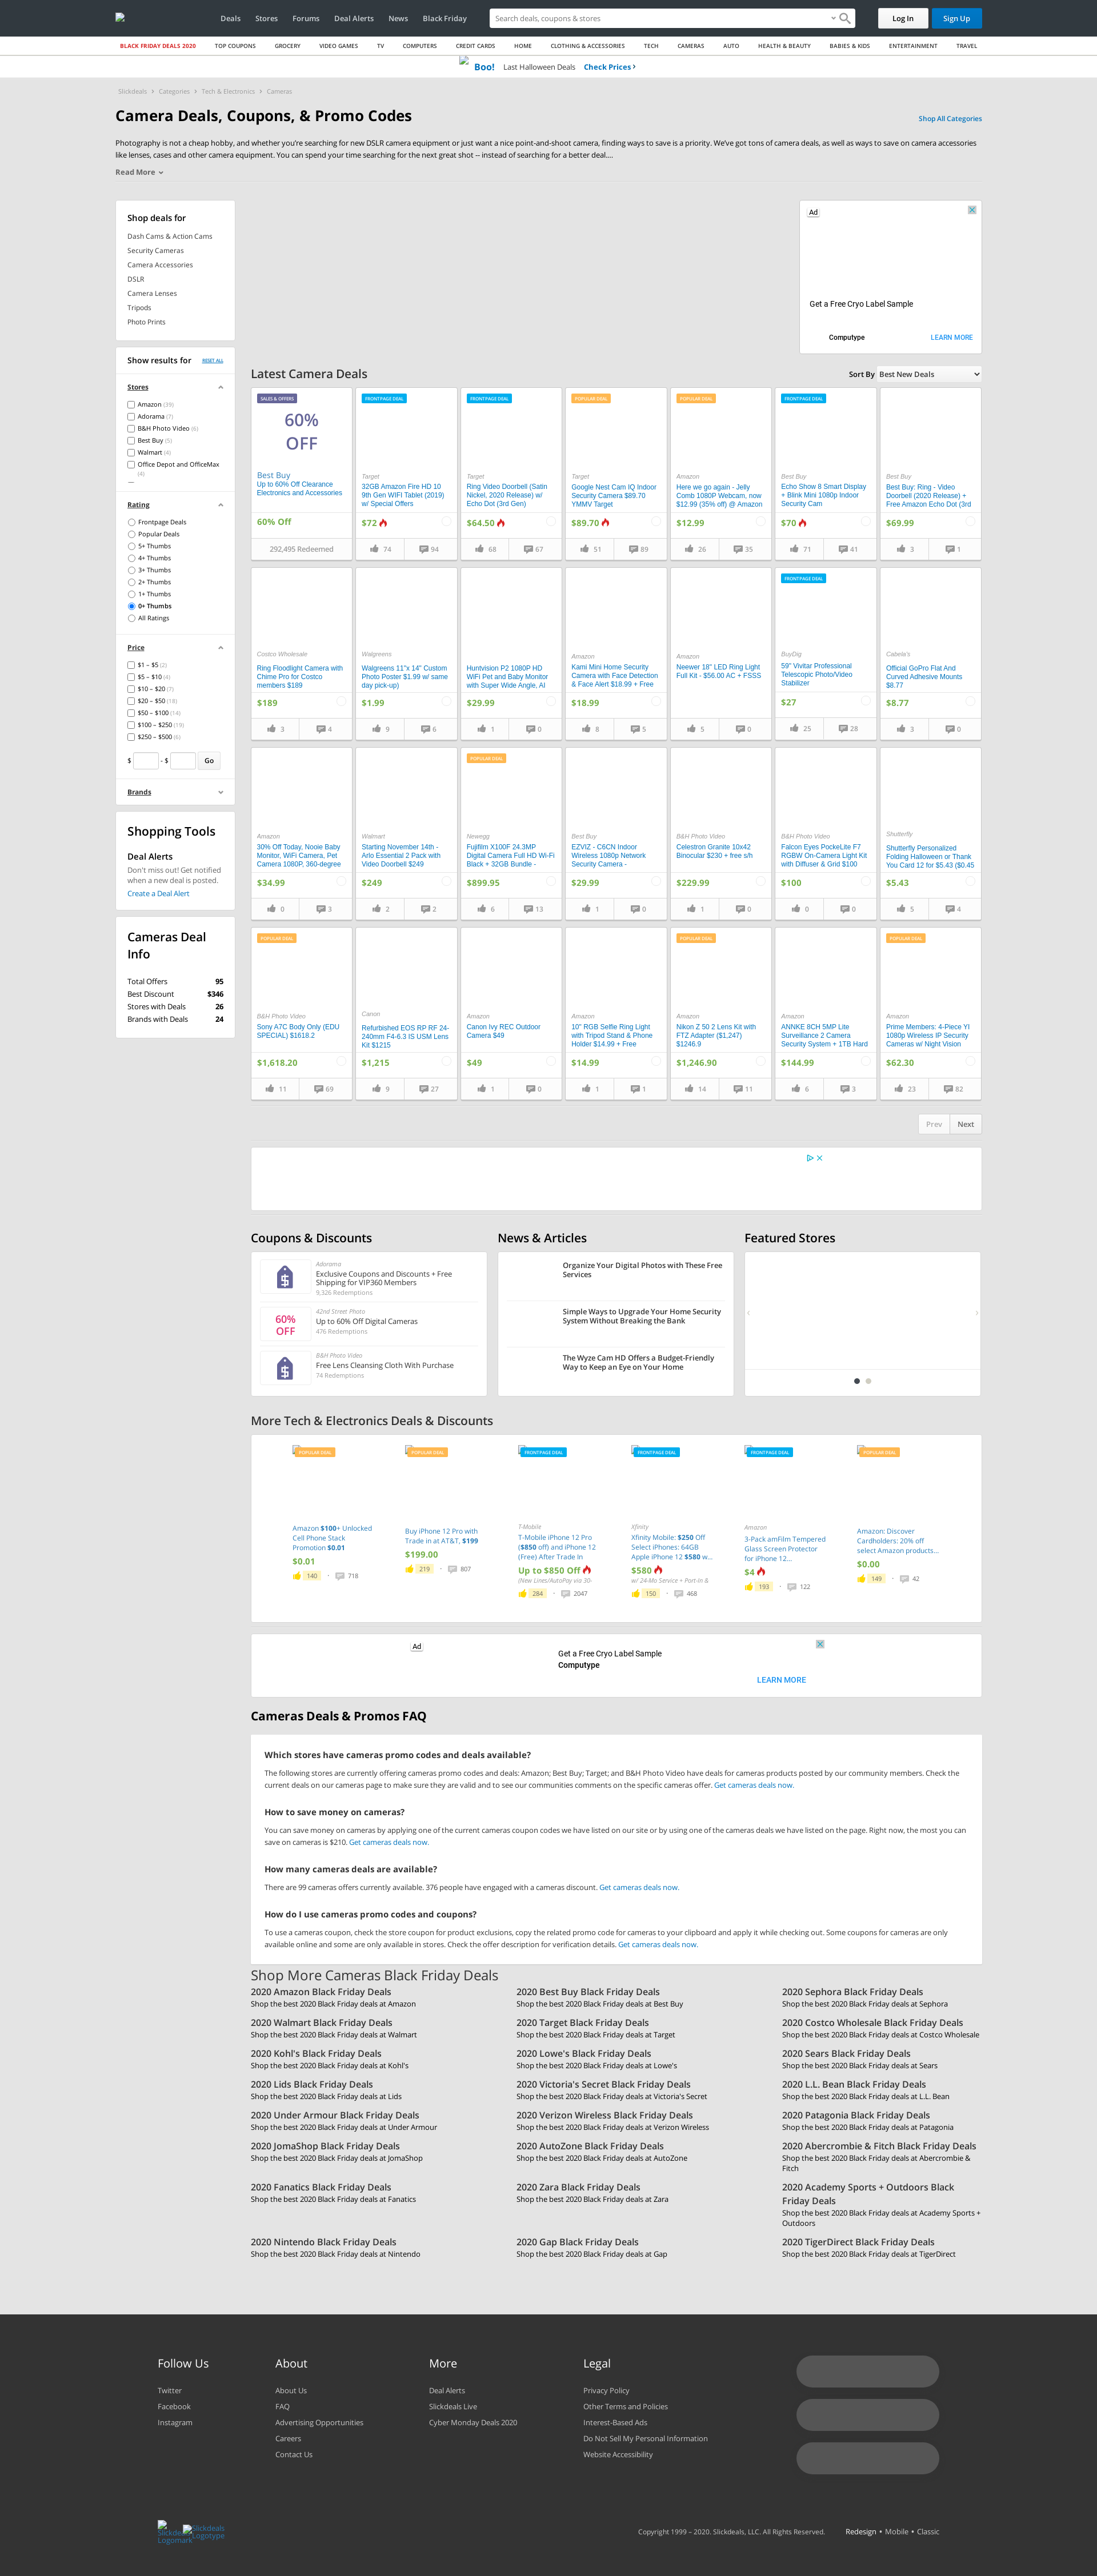 Deals Stores Forums Deal Alerts News Black Friday
Search deals, coupons & stores
Log In
Sign Up
BLACK FRIDAY DEALS 2020 TOP COUPONS GROCERY VIDEO GAMES TV COMPUTERS CREDIT CARDS HOME CLOTHING & ACCESSORIES TECH CAMERAS AUTO HEALTH & BEAUTY BABIES & KIDS ENTERTAINMENT TRAVEL
Boo! Last Halloween Deals Check Prices
Slickdeals Categories Tech & Electronics Cameras
Camera Deals, Coupons, & Promo Codes
Shop All Categories
Photography is not a cheap hobby, and whether you're searching for new DSLR camera equipment or just want a nice point-and-shoot camera, finding ways to save is a priority. We've got tons of camera deals, as well as ways to save on camera accessories
like lenses, cases and other camera equipment. You can spend your time searching for the next great shot -- instead of searching for a better deal....
Read More
Shop deals for
Dash Cams & Action Cams
Security Cameras
Camera Accessories
DSLR
Camera Lenses
Tripods
Photo Prints
Show results for RESET ALL
Stores
Amazon (39)
Adorama (7)
B&H Photo Video (6)
Best Buy (5)
Walmart (4)
Office Depot and OfficeMax
(4)
Rating
Frontpage Deals
Popular Deals
5+ Thumbs
4+ Thumbs
3+ Thumbs
2+ Thumbs
1+ Thumbs
0+ Thumbs
All Ratings
Price
$1 – $5 (2)
$5 – $10 (4)
$10 – $20 (7)
$20 – $50 (18)
$50 – $100 (14)
$100 – $250 (19)
$250 – $500 (6)
$ - $ Go
Brands
Shopping Tools
Deal Alerts
Don't miss out! Get notified
when a new deal is posted.
Create a Deal Alert
Cameras Deal
Info
Total Offers 95
Best Discount $346
Stores with Deals 26
Brands with Deals 24
Ad
Get a Free Cryo Label Sample
Computype LEARN MORE
Latest Camera Deals
Sort By Best New Deals
SALES & OFFERS
60%
OFF
Best Buy
Up to 60% Off Clearance
Electronics and Accessories
60% Off
292,495 Redeemed
FRONTPAGE DEAL
Target
32GB Amazon Fire HD 10
9th Gen WIFI Tablet (2019)
w/ Special Offers
$72
74 94
FRONTPAGE DEAL
Target
Ring Video Doorbell (Satin
Nickel, 2020 Release) w/
Echo Dot (3rd Gen)
$64.50
68 67
POPULAR DEAL
Target
Google Nest Cam IQ Indoor
Security Camera $89.70
YMMV Target
$89.70
51 89
POPULAR DEAL
Amazon
Here we go again - Jelly
Comb 1080P Webcam, now
$12.99 (35% off) @ Amazon
$12.99
26 35
FRONTPAGE DEAL
Best Buy
Echo Show 8 Smart Display
+ Blink Mini 1080p Indoor
Security Cam
$70
71 41
Best Buy
Best Buy: Ring - Video
Doorbell (2020 Release) +
Free Amazon Echo Dot (3rd
$69.99
3 1
Costco Wholesale
Ring Floodlight Camera with
Chime Pro for Costco
members $189
$189
3 4
Walgreens
Walgreens 11"x 14" Custom
Photo Poster $1.99 w/ same
day pick-up)
$1.99
9 6
Huntvision P2 1080P HD
WiFi Pet and Baby Monitor
with Super Wide Angle, AI
$29.99
1 0
Amazon
Kami Mini Home Security
Camera with Face Detection
& Face Alert $18.99 + Free
$18.99
8 5
Amazon
Neewer 18" LED Ring Light
Full Kit - $56.00 AC + FSSS
5 0
FRONTPAGE DEAL
BuyDig
59" Vivitar Professional
Telescopic Photo/Video
Stabilizer
$27
25 28
Cabela's
Official GoPro Flat And
Curved Adhesive Mounts
$8.77
$8.77
3 0
Amazon
30% Off Today, Nooie Baby
Monitor, WiFi Camera, Pet
Camera 1080P, 360-degree
$34.99
0 3
Walmart
Starting November 14th -
Arlo Essential 2 Pack with
Video Doorbell $249
$249
2 2
POPULAR DEAL
Newegg
Fujifilm X100F 24.3MP
Digital Camera Full HD Wi-Fi
Black + 32GB Bundle -
$899.95
6 13
Best Buy
EZVIZ - C6CN Indoor
Wireless 1080p Network
Security Camera -
$29.99
1 0
B&H Photo Video
Celestron Granite 10x42
Binocular $230 + free s/h
$229.99
1 0
B&H Photo Video
Falcon Eyes PockeLite F7
RGBW On-Camera Light Kit
with Diffuser & Grid $100
$100
0 0
Shutterfly
Shutterfly Personalized
Folding Halloween or Thank
You Card 12 for $5.43 ($0.45
$5.43
5 4
POPULAR DEAL
B&H Photo Video
Sony A7C Body Only (EDU
SPECIAL) $1618.2
$1,618.20
11 69
Canon
Refurbished EOS RP RF 24-
240mm F4-6.3 IS USM Lens
Kit $1215
$1,215
9 27
Amazon
Canon Ivy REC Outdoor
Camera $49
$49
1 0
Amazon
10" RGB Selfie Ring Light
with Tripod Stand & Phone
Holder $14.99 + Free
$14.99
1 1
POPULAR DEAL
Amazon
Nikon Z 50 2 Lens Kit with
FTZ Adapter ($1,247)
$1246.9
$1,246.90
14 11
Amazon
ANNKE 8CH 5MP Lite
Surveillance 2 Camera
Security System + 1TB Hard
$144.99
6 3
POPULAR DEAL
Amazon
Prime Members: 4-Piece YI
1080p Wireless IP Security
Cameras w/ Night Vision
$62.30
23 82
Prev Next
Coupons & Discounts
Adorama
Exclusive Coupons and Discounts + Free
Shipping for VIP360 Members
9,326 Redemptions
60%
OFF
42nd Street Photo
Up to 60% Off Digital Cameras
476 Redemptions
B&H Photo Video
Free Lens Cleansing Cloth With Purchase
74 Redemptions
News & Articles
Organize Your Digital Photos with These Free
Services
Simple Ways to Upgrade Your Home Security
System Without Breaking the Bank
The Wyze Cam HD Offers a Budget-Friendly
Way to Keep an Eye on Your Home
Featured Stores
More Tech & Electronics Deals & Discounts
POPULAR DEAL
Amazon $100+ Unlocked
Cell Phone Stack
Promotion $0.01
$0.01
140 718
POPULAR DEAL
Buy iPhone 12 Pro with
Trade in at AT&T, $199
$199.00
219 807
FRONTPAGE DEAL
T-Mobile
T-Mobile iPhone 12 Pro
($850 off) and iPhone 12
(Free) After Trade In
Up to $850 Off
(New Lines/AutoPay via 30-
284 2047
FRONTPAGE DEAL
Xfinity
Xfinity Mobile: $250 Off
Select iPhones: 64GB
Apple iPhone 12 $580 w...
$580
w/ 24-Mo Service + Port-In &
150 468
FRONTPAGE DEAL
Amazon
3-Pack amFilm Tempered
Glass Screen Protector
for iPhone 12...
$4
193 122
POPULAR DEAL
Amazon: Discover
Cardholders: 20% off
select Amazon products...
$0.00
149 42
Ad
Get a Free Cryo Label Sample
Computype
LEARN MORE
Cameras Deals & Promos FAQ
Which stores have cameras promo codes and deals available?
The following stores are currently offering cameras promo codes and deals: Amazon; Best Buy; Target; and B&H Photo Video have deals for cameras products posted by our community members. Check the
current deals on our cameras page to make sure they are valid and to see our communities comments on the specific cameras offer. Get cameras deals now.
How to save money on cameras?
You can save money on cameras by applying one of the current cameras coupon codes we have listed on our site or by using one of the cameras deals we have listed on the page. Right now, the most you can
save on cameras is $210. Get cameras deals now.
How many cameras deals are available?
There are 99 cameras offers currently available. 376 people have engaged with a cameras discount. Get cameras deals now.
How do I use cameras promo codes and coupons?
To use a cameras coupon, check the store coupon for product exclusions, copy the related promo code for cameras to your clipboard and apply it while checking out. Some coupons for cameras are only
available online and some are only available in stores. Check the offer description for verification details. Get cameras deals now.
Shop More Cameras Black Friday Deals
2020 Amazon Black Friday Deals
Shop the best 2020 Black Friday deals at Amazon
2020 Best Buy Black Friday Deals
Shop the best 2020 Black Friday deals at Best Buy
2020 Sephora Black Friday Deals
Shop the best 2020 Black Friday deals at Sephora
2020 Walmart Black Friday Deals
Shop the best 2020 Black Friday deals at Walmart
2020 Target Black Friday Deals
Shop the best 2020 Black Friday deals at Target
2020 Costco Wholesale Black Friday Deals
Shop the best 2020 Black Friday deals at Costco Wholesale
2020 Kohl's Black Friday Deals
Shop the best 2020 Black Friday deals at Kohl's
2020 Lowe's Black Friday Deals
Shop the best 2020 Black Friday deals at Lowe's
2020 Sears Black Friday Deals
Shop the best 2020 Black Friday deals at Sears
2020 Lids Black Friday Deals
Shop the best 2020 Black Friday deals at Lids
2020 Victoria's Secret Black Friday Deals
Shop the best 2020 Black Friday deals at Victoria's Secret
2020 L.L. Bean Black Friday Deals
Shop the best 2020 Black Friday deals at L.L. Bean
2020 Under Armour Black Friday Deals
Shop the best 2020 Black Friday deals at Under Armour
2020 Verizon Wireless Black Friday Deals
Shop the best 2020 Black Friday deals at Verizon Wireless
2020 Patagonia Black Friday Deals
Shop the best 2020 Black Friday deals at Patagonia
2020 JomaShop Black Friday Deals
Shop the best 2020 Black Friday deals at JomaShop
2020 AutoZone Black Friday Deals
Shop the best 2020 Black Friday deals at AutoZone
2020 Abercrombie & Fitch Black Friday Deals
Shop the best 2020 Black Friday deals at Abercrombie &
Fitch
2020 Fanatics Black Friday Deals
Shop the best 2020 Black Friday deals at Fanatics
2020 Zara Black Friday Deals
Shop the best 2020 Black Friday deals at Zara
2020 Academy Sports + Outdoors Black
Friday Deals
Shop the best 2020 Black Friday deals at Academy Sports +
Outdoors
2020 Nintendo Black Friday Deals
Shop the best 2020 Black Friday deals at Nintendo
2020 Gap Black Friday Deals
Shop the best 2020 Black Friday deals at Gap
2020 TigerDirect Black Friday Deals
Shop the best 2020 Black Friday deals at TigerDirect
Follow Us
Twitter
Facebook
Instagram
About
About Us
FAQ
Advertising Opportunities
Careers
Contact Us
More
Deal Alerts
Slickdeals Live
Cyber Monday Deals 2020
Legal
Privacy Policy
Other Terms and Policies
Interest-Based Ads
Do Not Sell My Personal Information
Website Accessibility
Slickdeals
Logomark
Slickdeals
Logotype
Copyright 1999 – 2020. Slickdeals, LLC. All Rights Reserved.
Redesign • Mobile • Classic